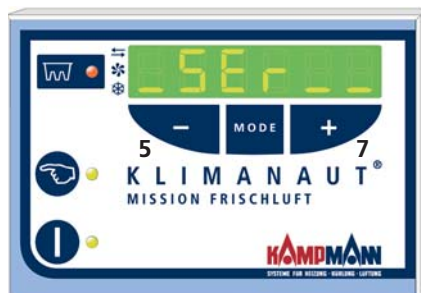 _SEr_ _
− MODE +
5 7
KLIMANAUT®
MISSION FRISCHLUFT
KAMPMANN
SYSTEME FÜR HEIZUNG · KÜHLUNG · LÜFTUNG